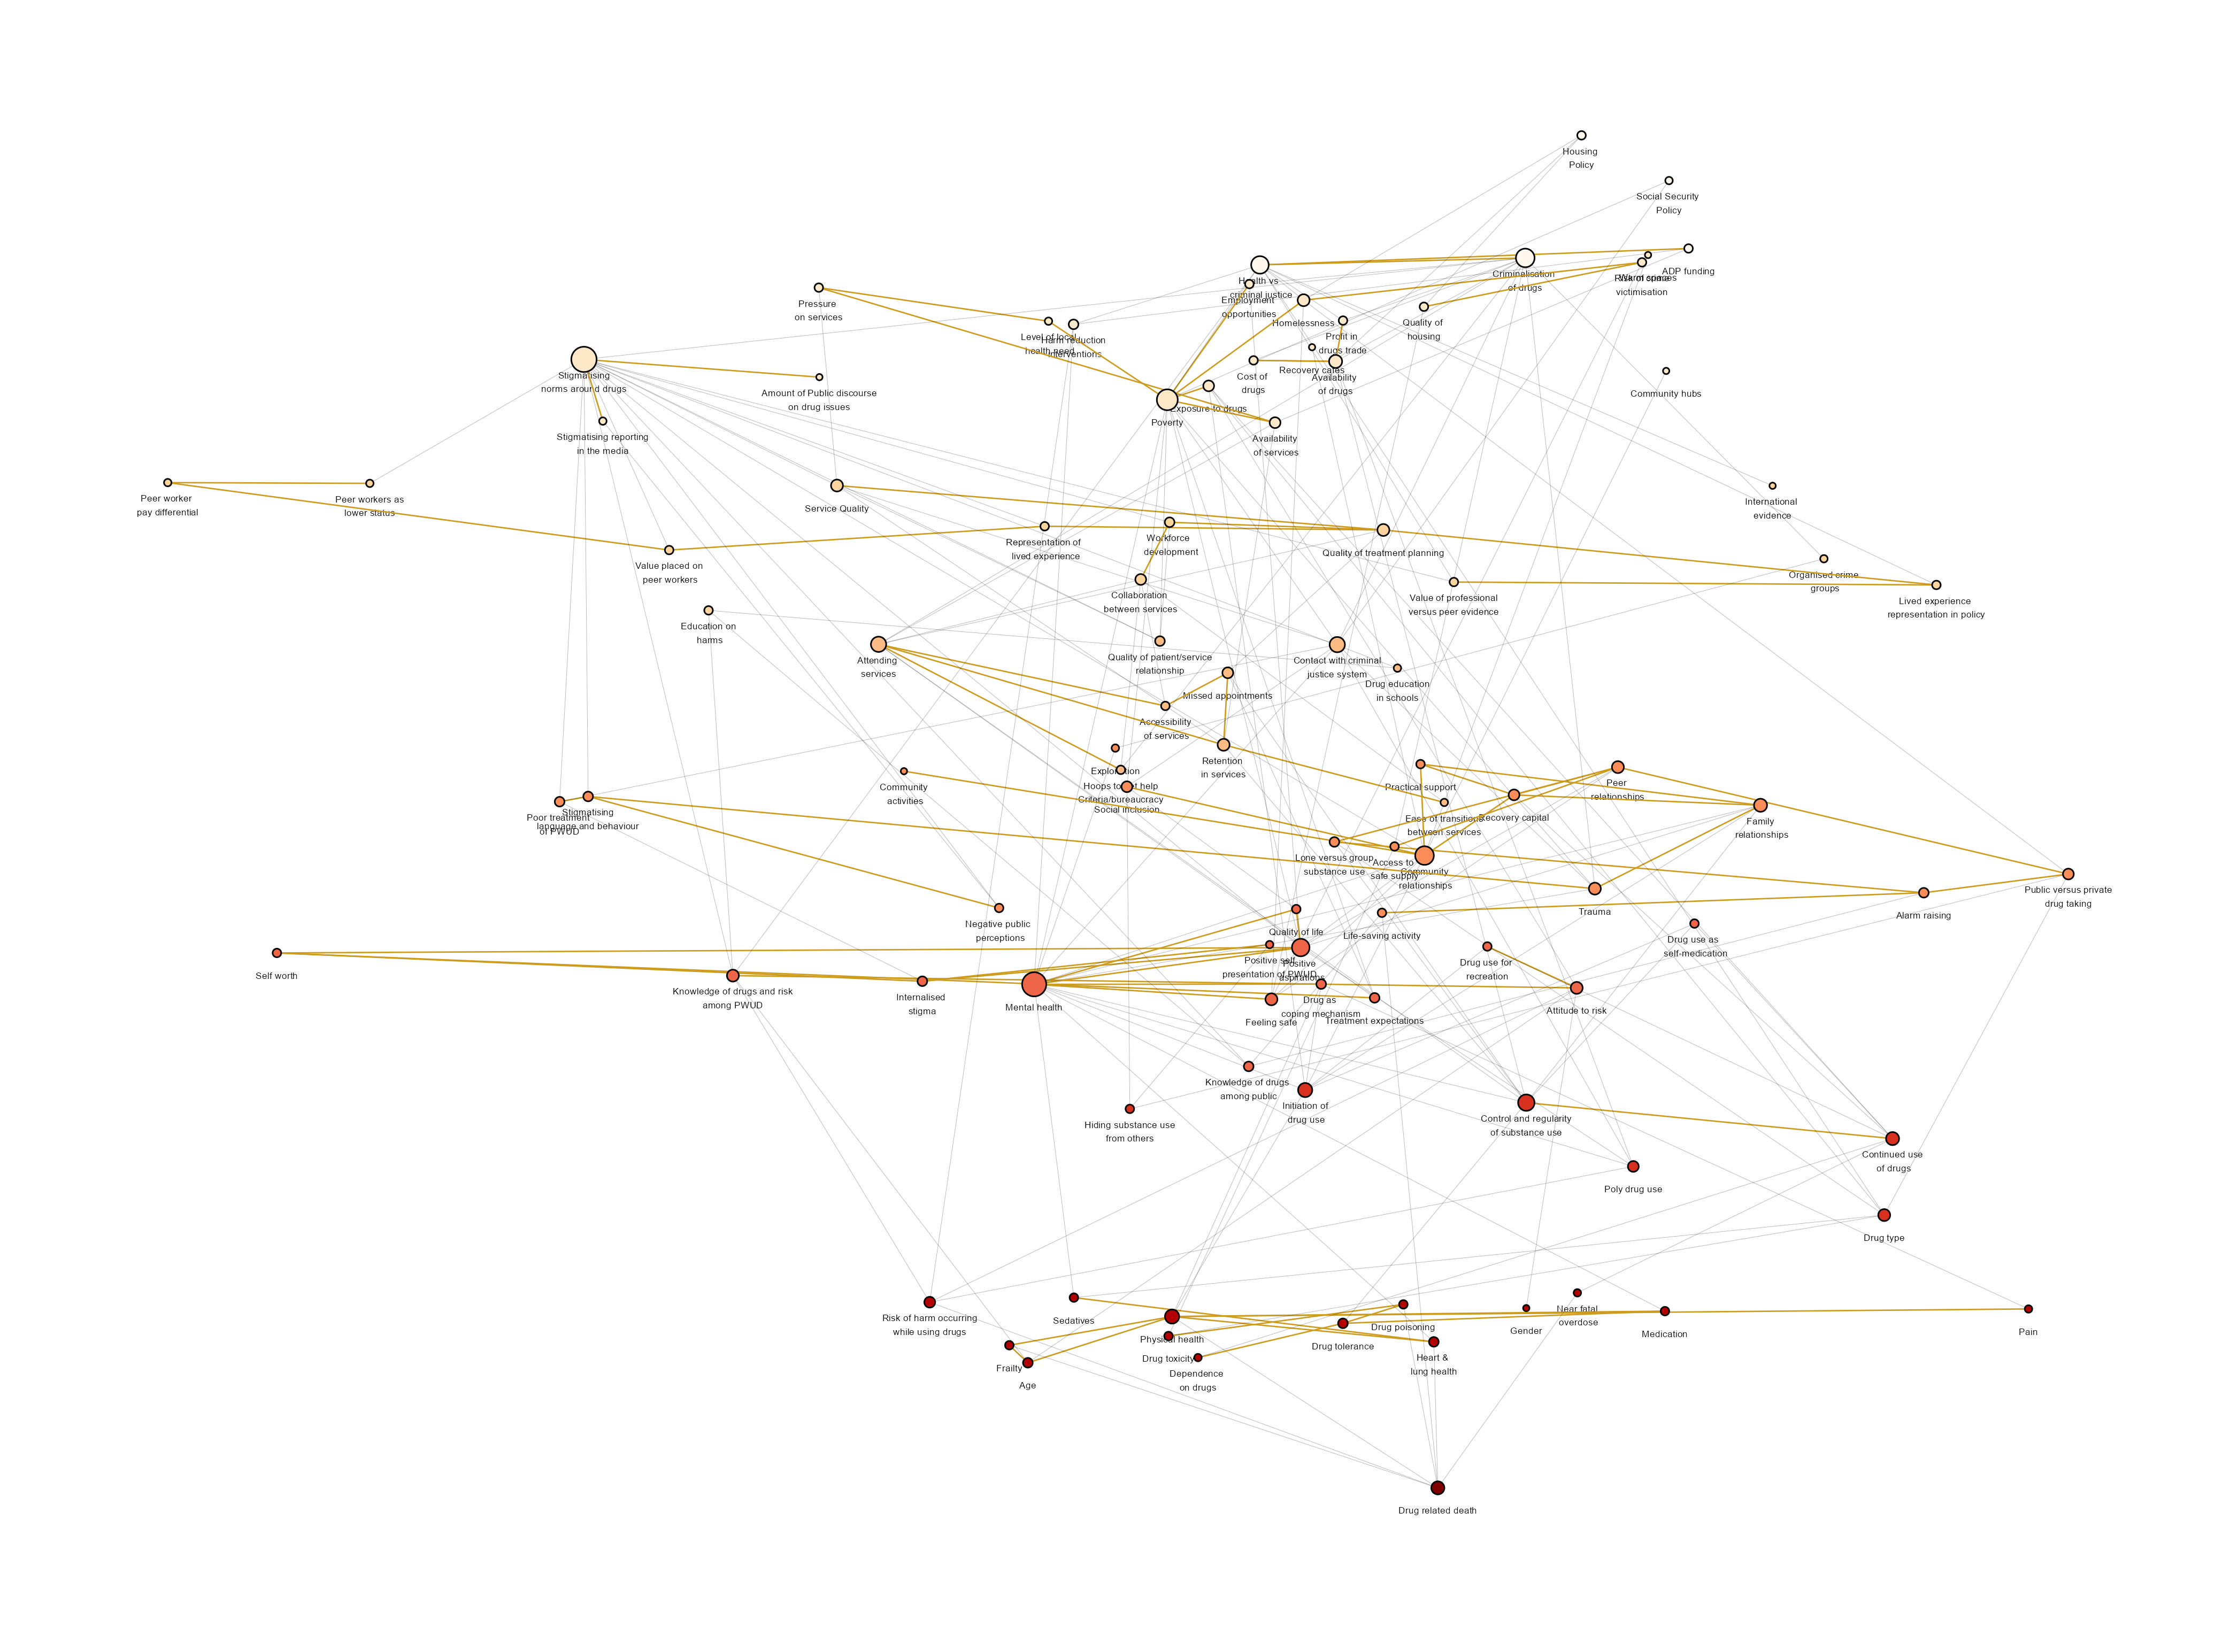 Housing
Policy
Social Security
Policy
ADP funding
Criminalisation
of drugs
Warm spaces
Risk of crime
victimisation
Health vs
criminal justice
Employment
opportunities
Pressure
on services
Homelessness
Quality of
housing
Profit in
drugs trade
Level of local
health need
Harm reduction
interventions
Recovery cafes
Cost of
drugs
Availability
of drugs
Stigmatising
norms around drugs
Amount of Public discourse
on drug issues
Community hubs
Exposure to drugs
Poverty
Availability
of services
Stigmatising reporting
in the media
Peer worker
pay differential
Peer workers as
lower status
Service Quality
International
evidence
Representation of
lived experience
Workforce
development
Quality of treatment planning
Value placed on
peer workers
Collaboration
between services
Value of professional
versus peer evidence
Organised crime
groups
Lived experience
representation in policy
Education on
harms
Attending
services
Quality of patient/service
relationship
Contact with criminal
justice system
Drug education
in schools
Missed appointments
Accessibility
of services
Retention
in services
Hoops to get help
Criteria/bureaucracy
Social inclusion
Community
activities
Practical support
Peer
relationships
Poor treatment
of PWUD
Stigmatising
language and behaviour
Ease of transition
between services
Recovery capital
Family
relationships
Lone versus group
substance use
Access to
safe supply
Community
relationships
Trauma
Alarm raising
Public versus private
drug taking
Negative public
perceptions
Quality of life
Life-saving activity
Drug use as
self-medication
Self worth
Knowledge of drugs and risk
among PWUD
Internalised
stigma
Mental health
Positive self
presentation of PWUD
Positive
aspirations
Drug use for
recreation
Feeling safe
Drug as
coping mechanism
Treatment expectations
Attitude to risk
Knowledge of drugs
among public
Initiation of
drug use
Hiding substance use
from others
Control and regularity
of substance use
Continued use
of drugs
Poly drug use
Drug type
Risk of harm occurring
while using drugs
Sedatives
Physical health
Drug poisoning
Gender
Near fatal
overdose
Medication
Pain
Drug tolerance
Drug toxicity
Heart &
lung health
Frailty
Age
Dependence
on drugs
Drug related death